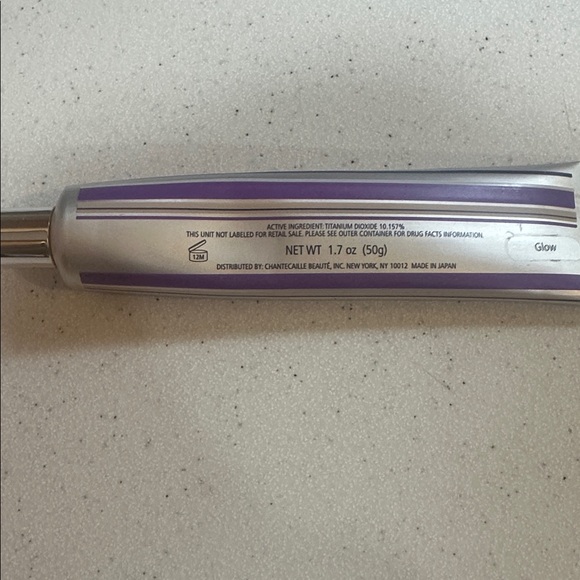 ACTIVE INGREDIENT: TITANIUM DIOXIDE 10.157%
THIS UNIT NOT LABELED FOR RETAIL SALE. PLEASE SEE OUTER CONTAINER FOR DRUG FACTS INFORMATION.
12M
NET WT 1.7 oz (50g)
Glow
DISTRIBUTED BY: CHANTECAILLE BEAUTÉ, INC. NEW YORK, NY 10012 MADE IN JAPAN